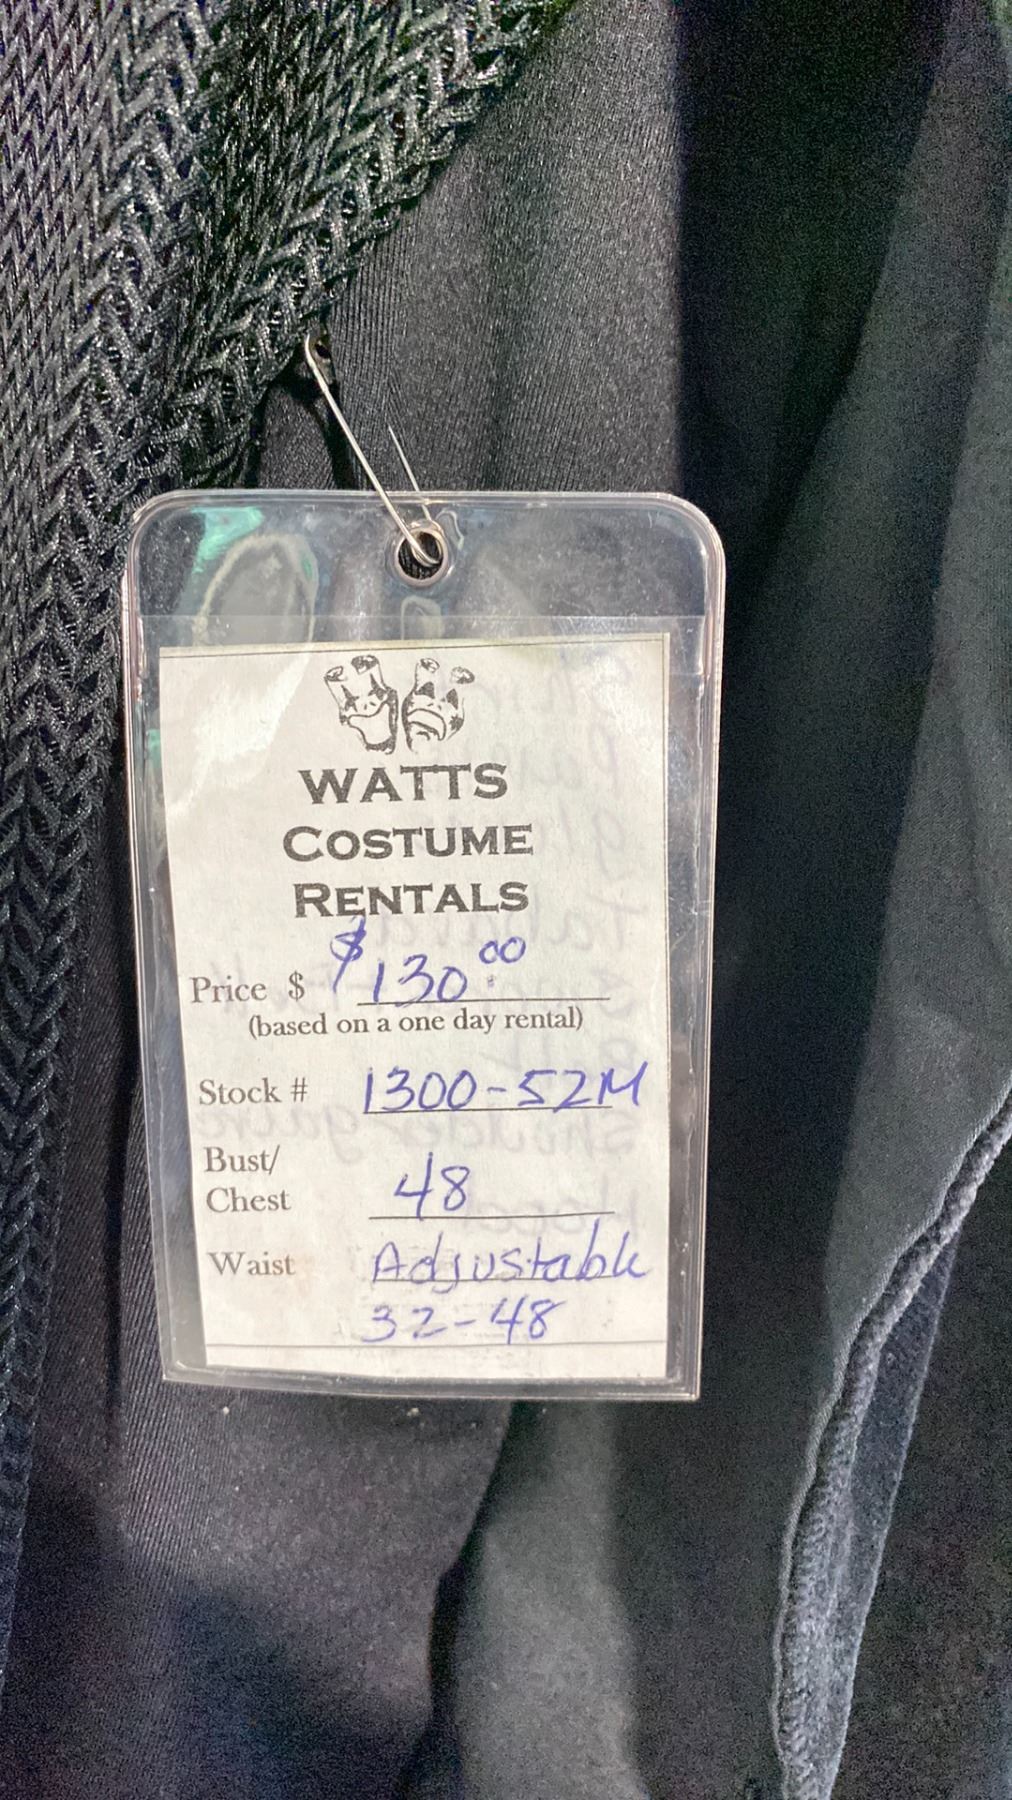 WATTS
COSTUME
RENTALS
Price $ $130.00
(based on a one day rental)
Stock # 1300-52M
Bust/
Chest 48
Waist Adjustable
32-48